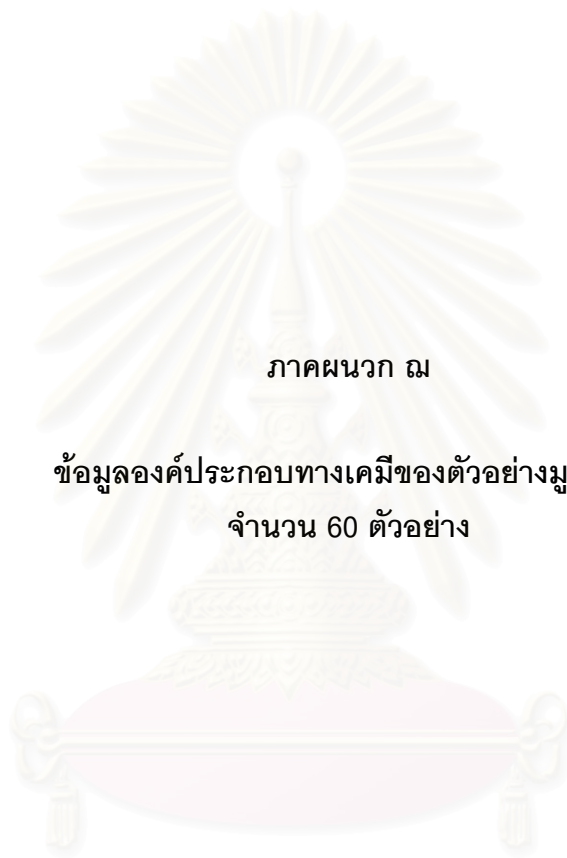 ภาคผนวก ฌ
ข้อมูลองค์ประกอบทางเคมีของตัวอย่างมู
จำนวน 60 ตัวอย่าง